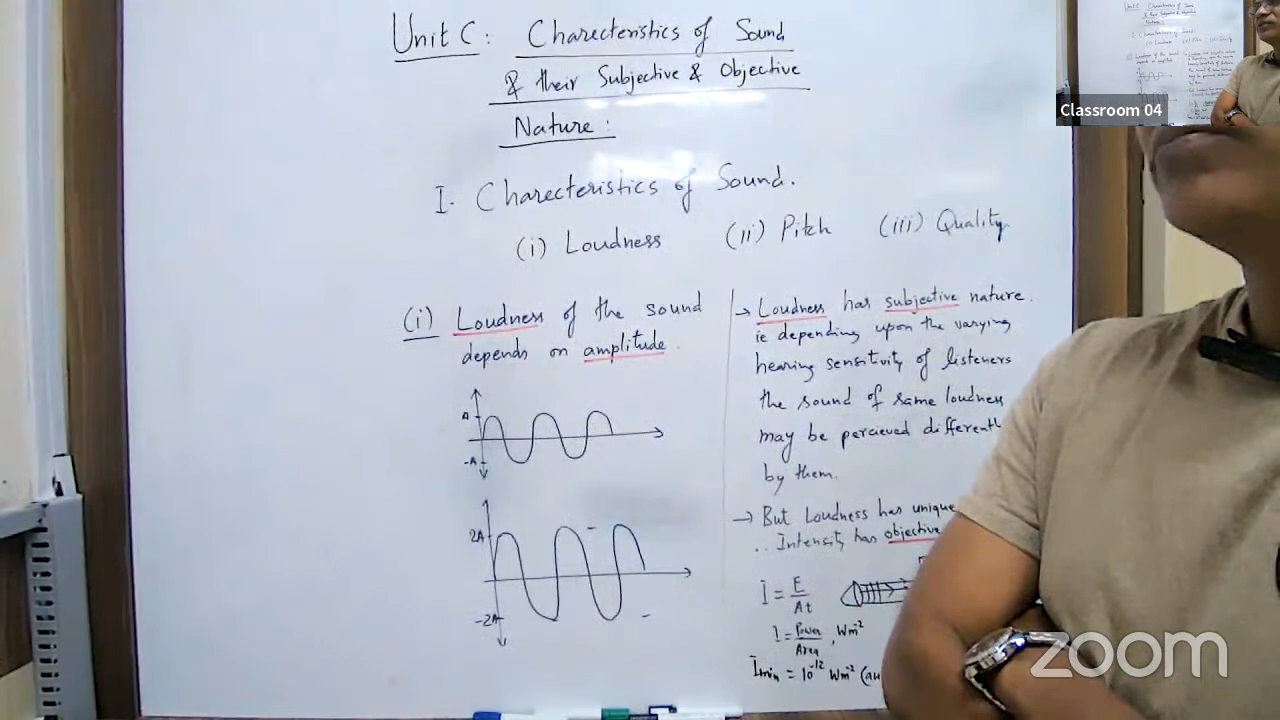 Unit C: Charecteristics of Sound
& their Subjective & Objective
Nature:
I. Charecteristics of Sound.
(i) Loudness (ii) Pitch (iii) Quality.
(i) Loudness of the sound
depends on amplitude.
A
-A
2A
-2A
→ Loudness has subjective nature.
ie depending upon the varying
hearing sensitivity of listeners
the sound of same loudness
may be percieved different
by them.
→ But Loudness has unique
Intensity has objective
I = E/At
I = Power/Area, Wm⁻²
Imin = 10⁻¹² Wm⁻²
Classroom 04
zoom